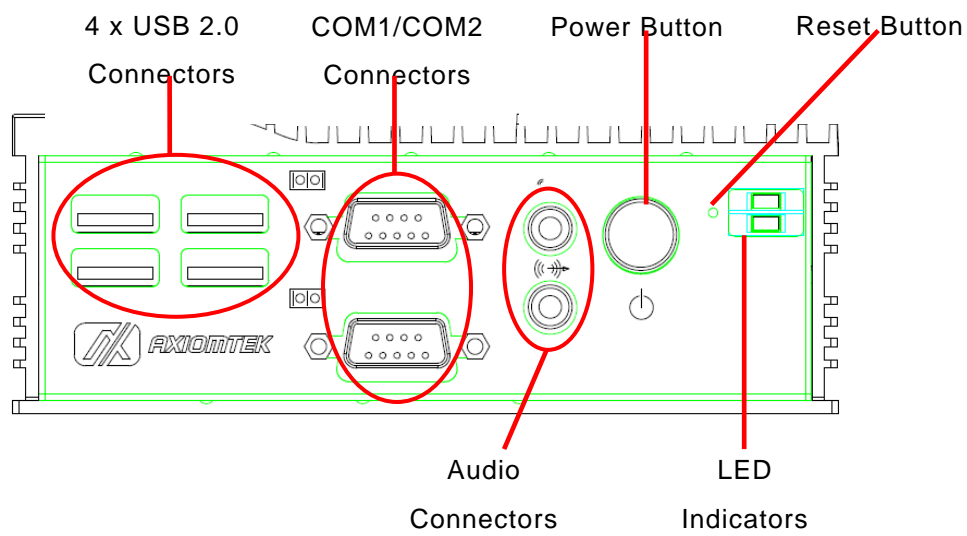 4 x USB 2.0
Connectors
COM1/COM2
Connectors
Power Button
Reset Button
AXIOMTEK
Audio
Connectors
LED
Indicators